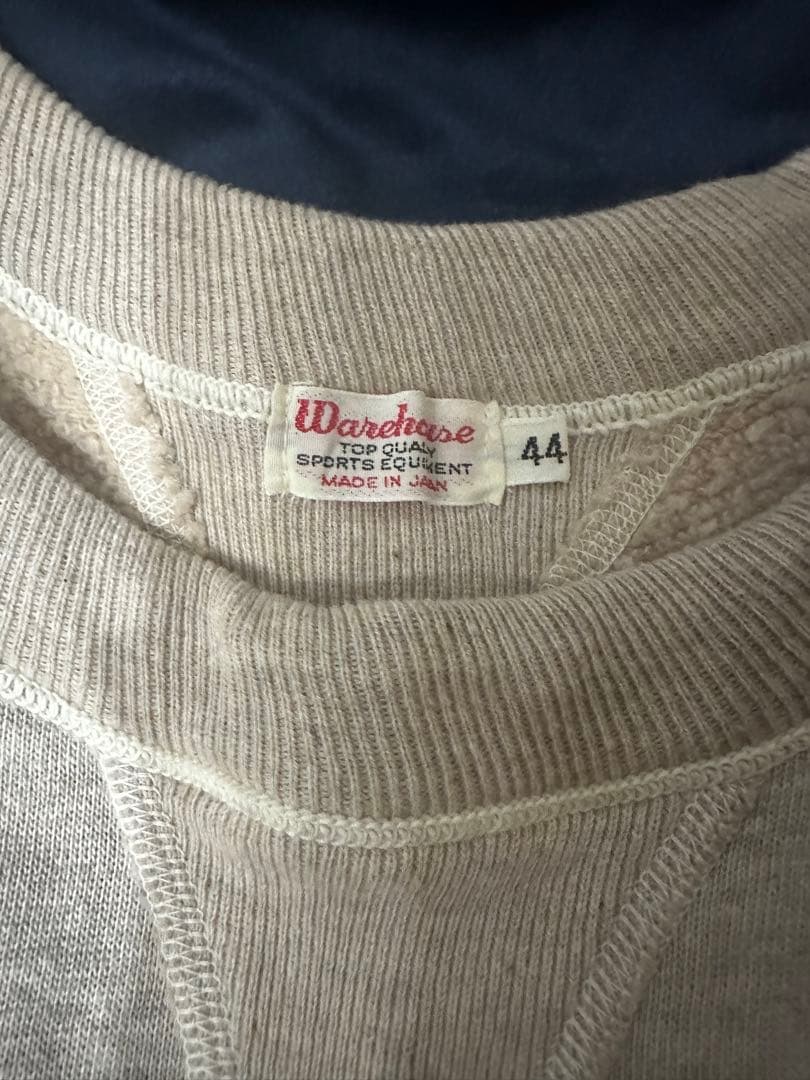 Warehouse
TOP QUALY
SPORTS EQUIMENT
MADE IN JAPAN
44